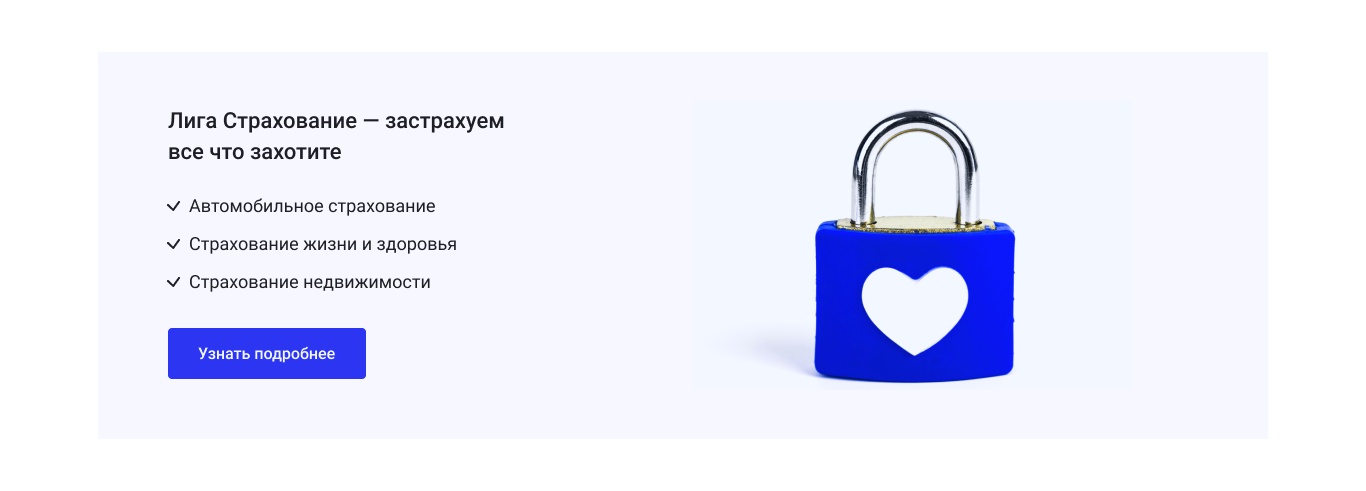 Лига Страхование — застрахуем
все что захотите
Автомобильное страхование
Страхование жизни и здоровья
Страхование недвижимости
Узнать подробнее